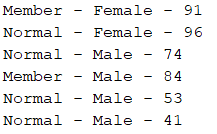 Member - Female - 91
Normal - Female - 96
Normal - Male - 74
Member - Male - 84
Normal - Male - 53
Normal - Male - 41